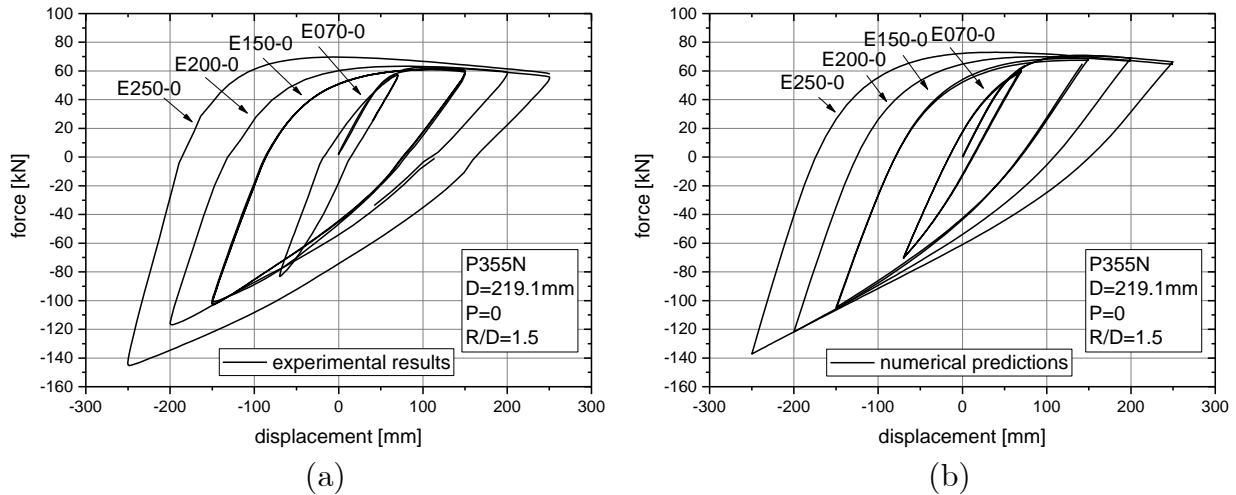 100
80
60
40
20
0
-20
-40
-60
-80
-100
-120
-140
-160
-300 -200 -100 0 100 200 300
force [kN]
displacement [mm]
E070-0
E150-0
E200-0
E250-0
P355N
D=219.1mm
P=0
R/D=1.5
experimental results
(a)
100
80
60
40
20
0
-20
-40
-60
-80
-100
-120
-140
-160
-300 -200 -100 0 100 200 300
force [kN]
displacement [mm]
E070-0
E150-0
E200-0
E250-0
P355N
D=219.1mm
P=0
R/D=1.5
numerical predictions
(b)